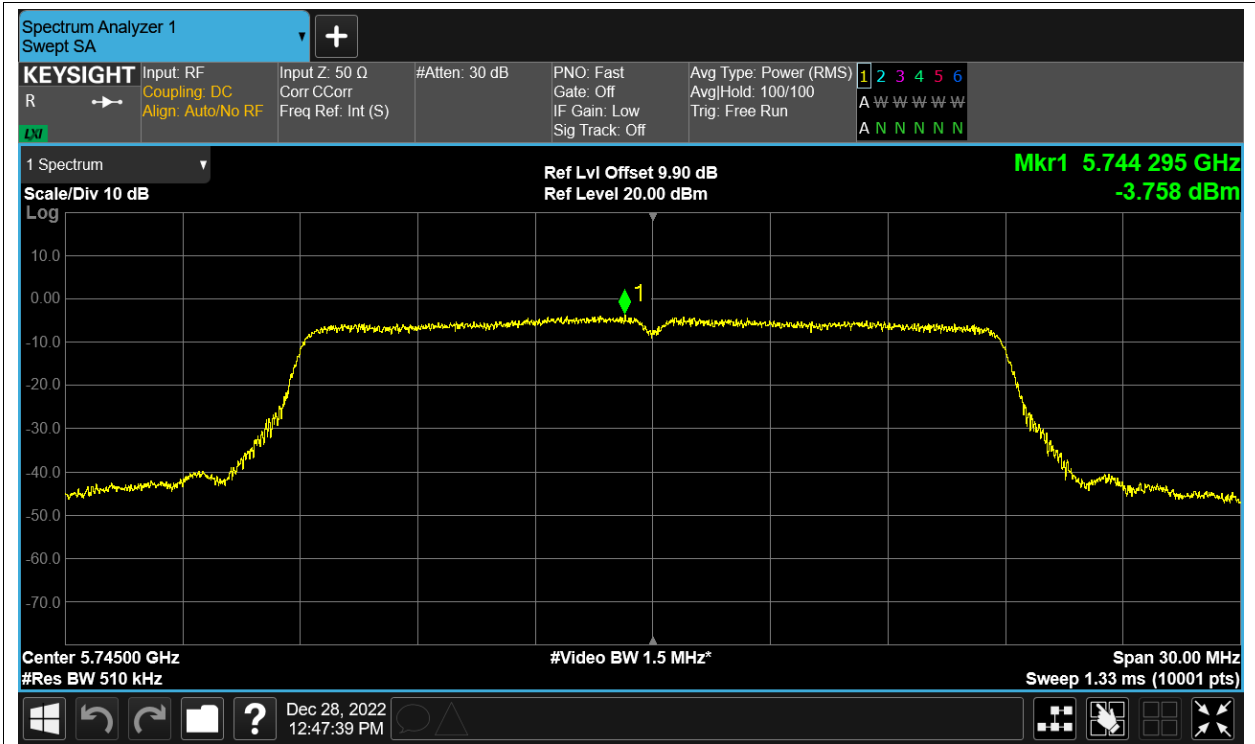 Spectrum Analyzer 1
Swept SA
KEYSIGHT
R
LXI
Input: RF
Coupling: DC
Align: Auto/No RF
Input Z: 50 Ω
Corr CCorr
Freq Ref: Int (S)
#Atten: 30 dB
PNO: Fast
Gate: Off
IF Gain: Low
Sig Track: Off
Avg Type: Power (RMS)
Avg|Hold: 100/100
Trig: Free Run
1 2 3 4 5 6
A W W W W W
A N N N N N
1 Spectrum
Scale/Div 10 dB
Log
Ref Lvl Offset 9.90 dB
Ref Level 20.00 dBm
Mkr1 5.744 295 GHz
-3.758 dBm
10.0
0.00
-10.0
-20.0
-30.0
-40.0
-50.0
-60.0
-70.0
1
Center 5.74500 GHz
#Res BW 510 kHz
#Video BW 1.5 MHz*
Span 30.00 MHz
Sweep 1.33 ms (10001 pts)
?
Dec 28, 2022
12:47:39 PM